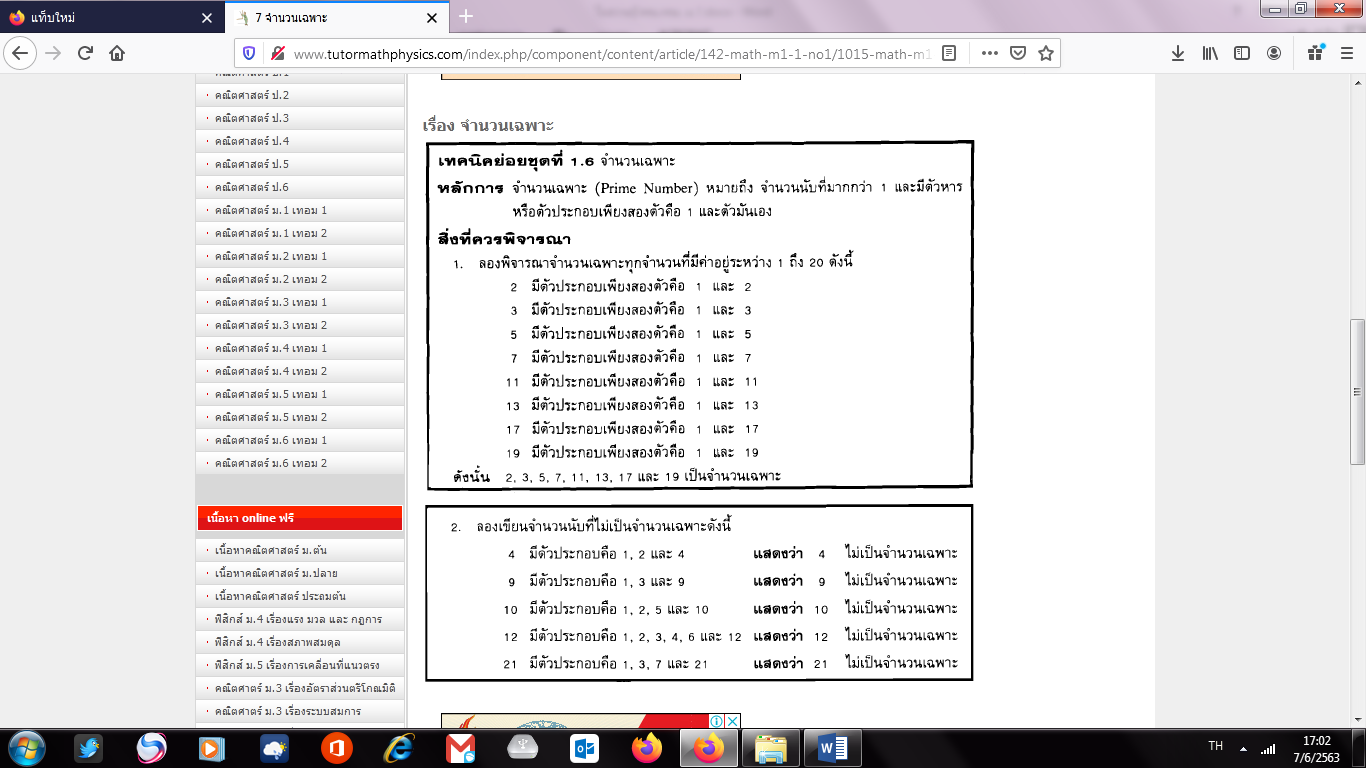 แท็บใหม่
7 จำนวนเฉพาะ
www.tutormathphysics.com/index.php/component/content/article/142-math-m1-1-no1/1015-math-m1
คณิตศาสตร์ ป.1
คณิตศาสตร์ ป.2
คณิตศาสตร์ ป.3
คณิตศาสตร์ ป.4
คณิตศาสตร์ ป.5
คณิตศาสตร์ ป.6
คณิตศาสตร์ ม.1 เทอม 1
คณิตศาสตร์ ม.1 เทอม 2
คณิตศาสตร์ ม.2 เทอม 1
คณิตศาสตร์ ม.2 เทอม 2
คณิตศาสตร์ ม.3 เทอม 1
คณิตศาสตร์ ม.3 เทอม 2
คณิตศาสตร์ ม.4 เทอม 1
คณิตศาสตร์ ม.4 เทอม 2
คณิตศาสตร์ ม.5 เทอม 1
คณิตศาสตร์ ม.5 เทอม 2
คณิตศาสตร์ ม.6 เทอม 1
คณิตศาสตร์ ม.6 เทอม 2
เนื้อหา online ฟรี
เนื้อหาคณิตศาสตร์ ม.ต้น
เนื้อหาคณิตศาสตร์ ม.ปลาย
เนื้อหาคณิตศาสตร์ ประถมต้น
ฟิสิกส์ ม.4 เรื่องแรง มวล และ กฎการ
ฟิสิกส์ ม.4 เรื่องสภาพสมดุล
ฟิสิกส์ ม.5 เรื่องการเคลื่อนที่แนวตรง
คณิตศาตร์ ม.3 เรื่องอัตราส่วนตรีโกณมิติ
คณิตศาตร์ ม.3 เรื่องระบบสมการ
เรื่อง จำนวนเฉพาะ
เทคนิคย่อยชุดที่ 1.6 จำนวนเฉพาะ
หลักการ จำนวนเฉพาะ (Prime Number) หมายถึง จำนวนนับที่มากกว่า 1 และมีตัวหาร
หรือตัวประกอบเพียงสองตัวคือ 1 และตัวมันเอง
สิ่งที่ควรพิจารณา
1. ลองพิจารณาจำนวนเฉพาะทุกจำนวนที่มีค่าอยู่ระหว่าง 1 ถึง 20 ดังนี้
2 มีตัวประกอบเพียงสองตัวคือ 1 และ 2
3 มีตัวประกอบเพียงสองตัวคือ 1 และ 3
5 มีตัวประกอบเพียงสองตัวคือ 1 และ 5
7 มีตัวประกอบเพียงสองตัวคือ 1 และ 7
11 มีตัวประกอบเพียงสองตัวคือ 1 และ 11
13 มีตัวประกอบเพียงสองตัวคือ 1 และ 13
17 มีตัวประกอบเพียงสองตัวคือ 1 และ 17
19 มีตัวประกอบเพียงสองตัวคือ 1 และ 19
ดังนั้น 2, 3, 5, 7, 11, 13, 17 และ 19 เป็นจำนวนเฉพาะ
2. ลองเขียนจำนวนนับที่ไม่เป็นจำนวนเฉพาะดังนี้
4 มีตัวประกอบคือ 1, 2 และ 4 แสดงว่า 4 ไม่เป็นจำนวนเฉพาะ
9 มีตัวประกอบคือ 1, 3 และ 9 แสดงว่า 9 ไม่เป็นจำนวนเฉพาะ
10 มีตัวประกอบคือ 1, 2, 5 และ 10 แสดงว่า 10 ไม่เป็นจำนวนเฉพาะ
12 มีตัวประกอบคือ 1, 2, 3, 4, 6 และ 12 แสดงว่า 12 ไม่เป็นจำนวนเฉพาะ
21 มีตัวประกอบคือ 1, 3, 7 และ 21 แสดงว่า 21 ไม่เป็นจำนวนเฉพาะ
TH
17:02
7/6/2563